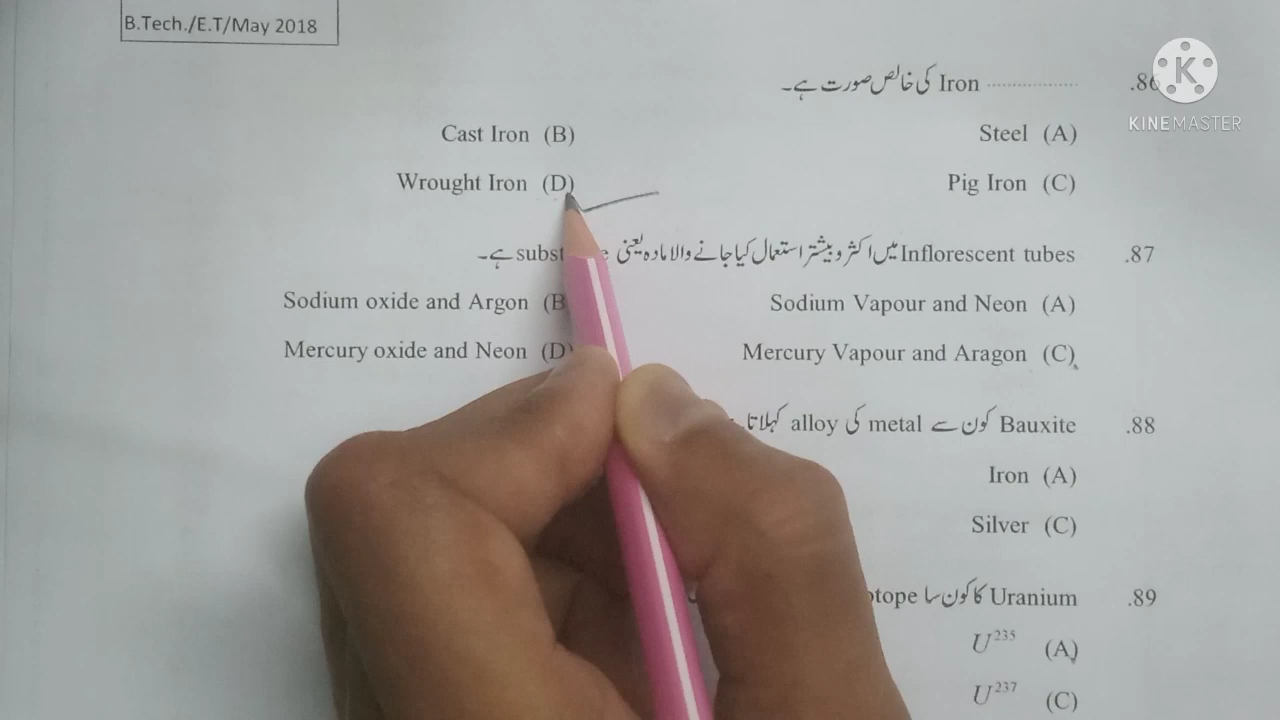 B.Tech./E.T/May 2018
.86 ................. Iron کی خالص صورت ہے۔
Steel (A)
Cast Iron (B)
Pig Iron (C)
Wrought Iron (D)
KINEMASTER
.87 Inflorescent tubes میں اکثر و بیشتر استعمال کیا جانے والا مادہ یعنی ہے۔
Sodium Vapour and Neon (A)
Sodium oxide and Argon (B
Mercury Vapour and Aragon (C)
Mercury oxide and Neon (D)
.88 Bauxite کون سے metal کی alloy کہلاتا
Iron (A)
Silver (C)
.89 Uranium کا کون سا
U²³⁵ (A)
U²³⁷ (C)